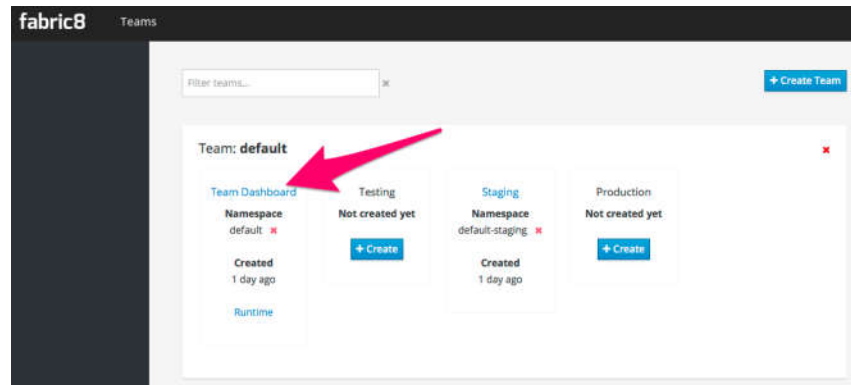 fabric8 Teams
Filter teams... ×
+ Create Team
Team: default ×
Team Dashboard
Namespace
default ×
Created
1 day ago
Runtime
Testing
Not created yet
+ Create
Staging
Namespace
default-staging ×
Created
1 day ago
Production
Not created yet
+ Create